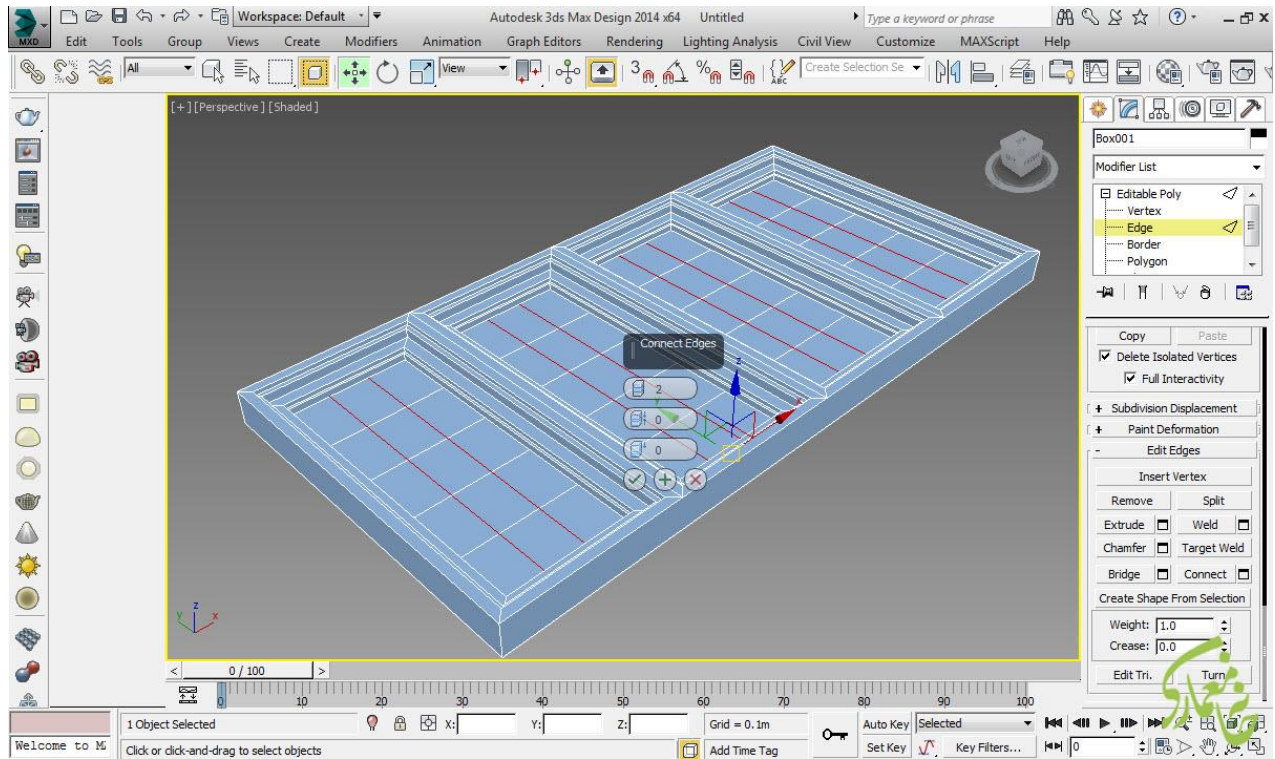 Workspace: Default
Autodesk 3ds Max Design 2014 x64 Untitled
Type a keyword or phrase
MXD
Edit Tools Group Views Create Modifiers Animation Graph Editors Rendering Lighting Analysis Civil View Customize MAXScript Help
All
View
3
Create Selection Se
[+][Perspective][Shaded]
Box001
Modifier List
Editable Poly
Vertex
Edge
Border
Polygon
Connect Edges
2
0
0
z
x
y
z
y
x
Copy Paste
Delete Isolated Vertices
Full Interactivity
+ Subdivision Displacement
+ Paint Deformation
- Edit Edges
Insert Vertex
Remove Split
Extrude Weld
Chamfer Target Weld
Bridge Connect
Create Shape From Selection
Weight: 1.0
Crease: 0.0
Edit Tri. Turn
< 0 / 100 >
0 10 20 30 40 50 60 70 80 90 100
1 Object Selected X: Y: Z: Grid = 0.1m Auto Key Selected
Welcome to M Click or click-and-drag to select objects Add Time Tag Set Key Key Filters... 0